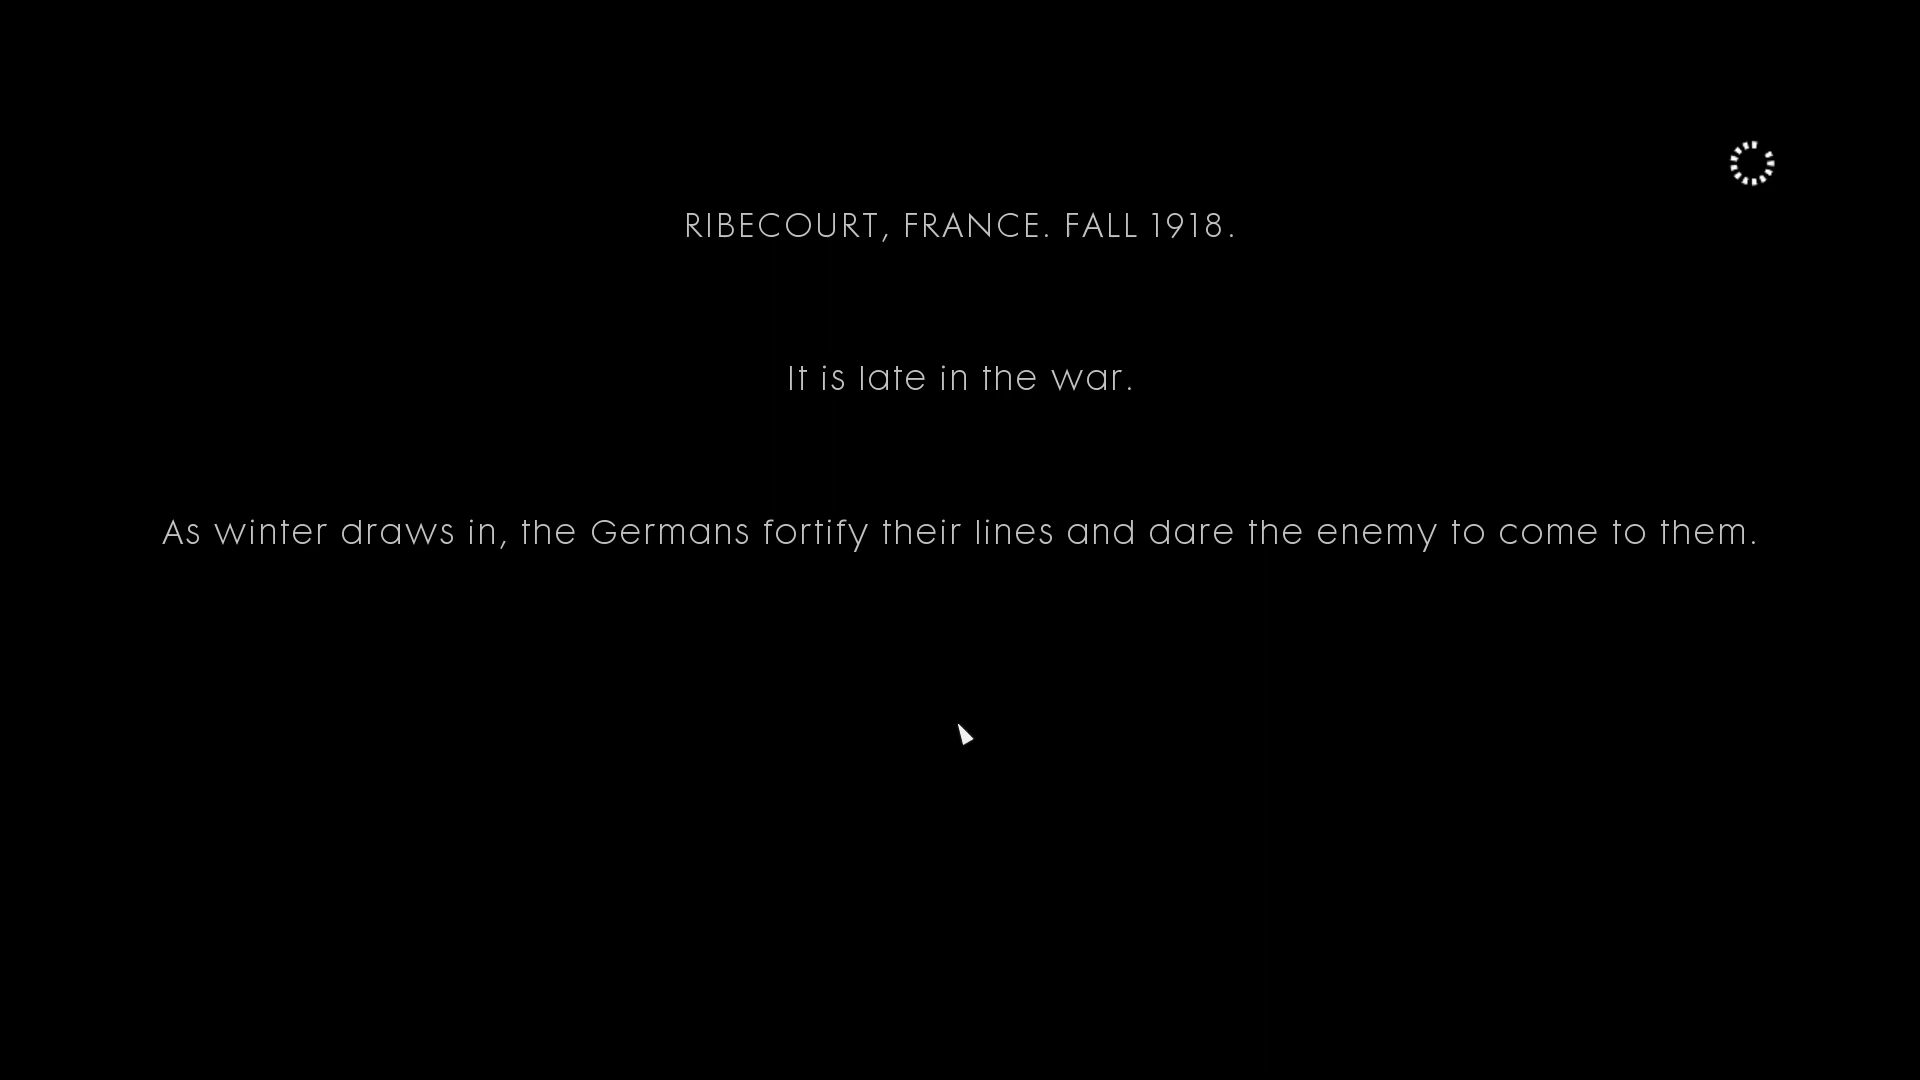 RIBECOURT, FRANCE. FALL 1918.
It is late in the war.
As winter draws in, the Germans fortify their lines and dare the enemy to come to them.